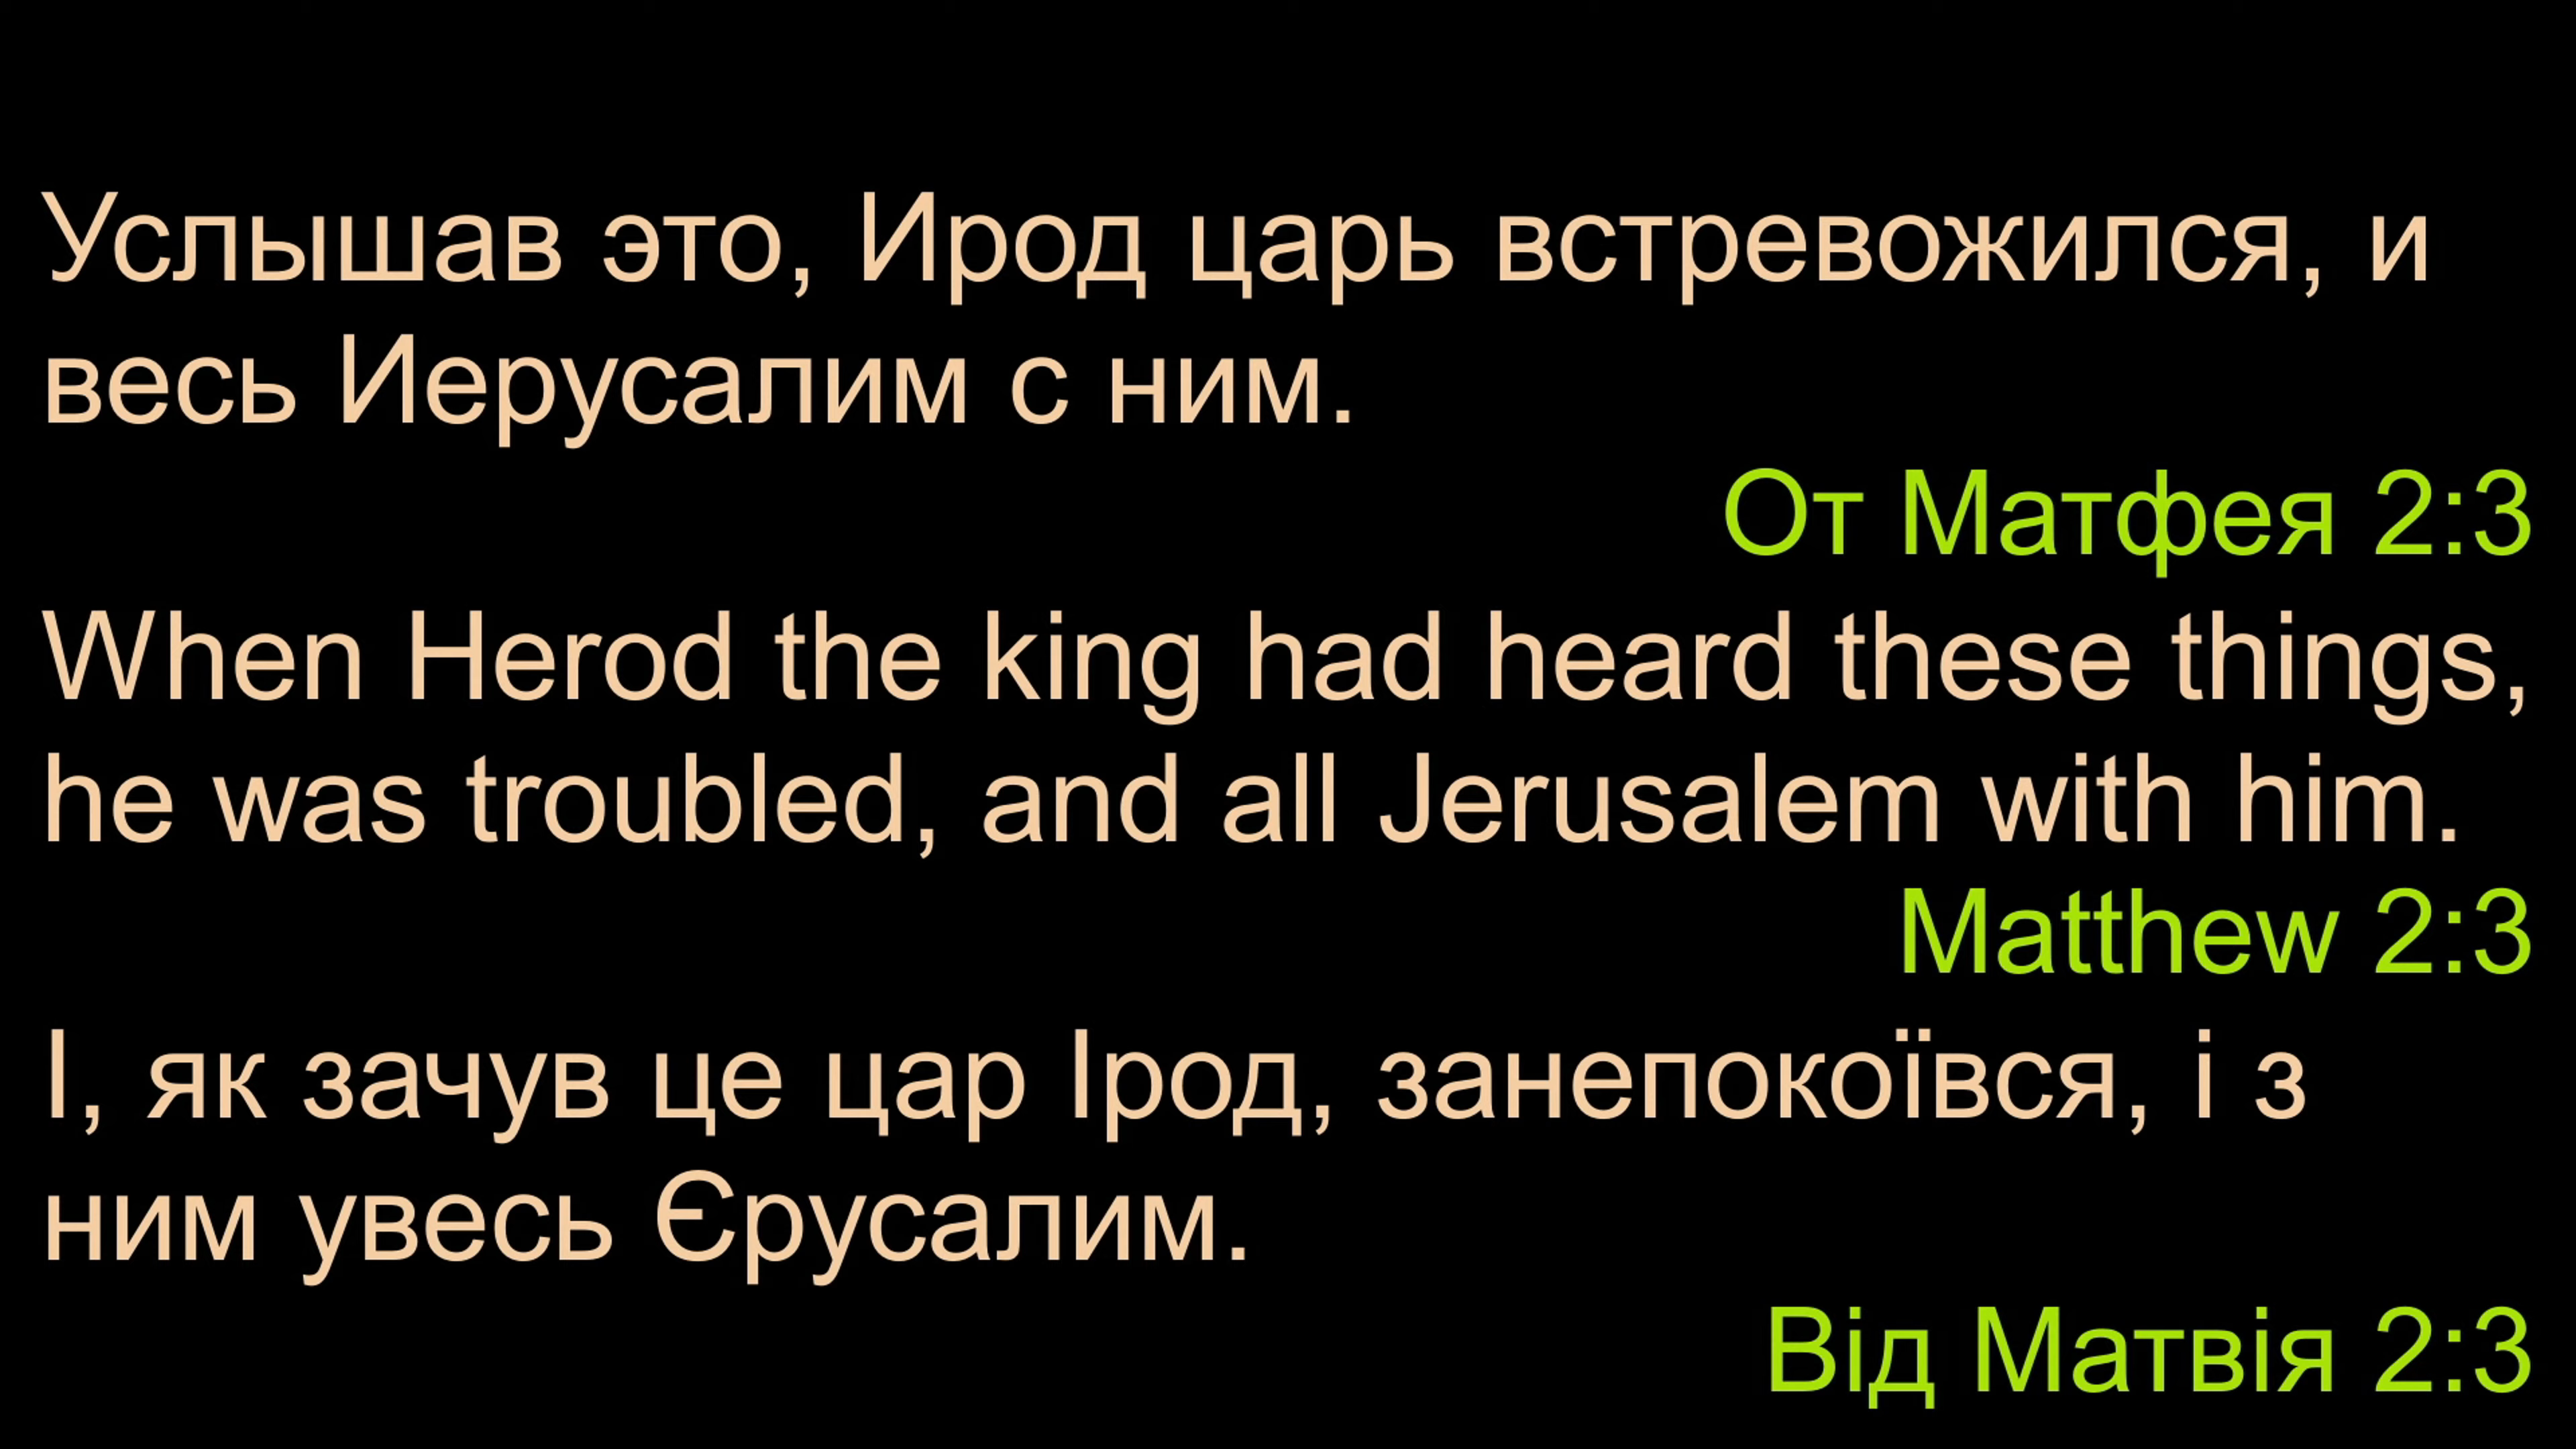 Услышав это, Ирод царь встревожился, и
весь Иерусалим с ним.
От Матфея 2:3
When Herod the king had heard these things,
he was troubled, and all Jerusalem with him.
Matthew 2:3
І, як зачув це цар Ірод, занепокоївся, і з
ним увесь Єрусалим.
Від Матвія 2:3